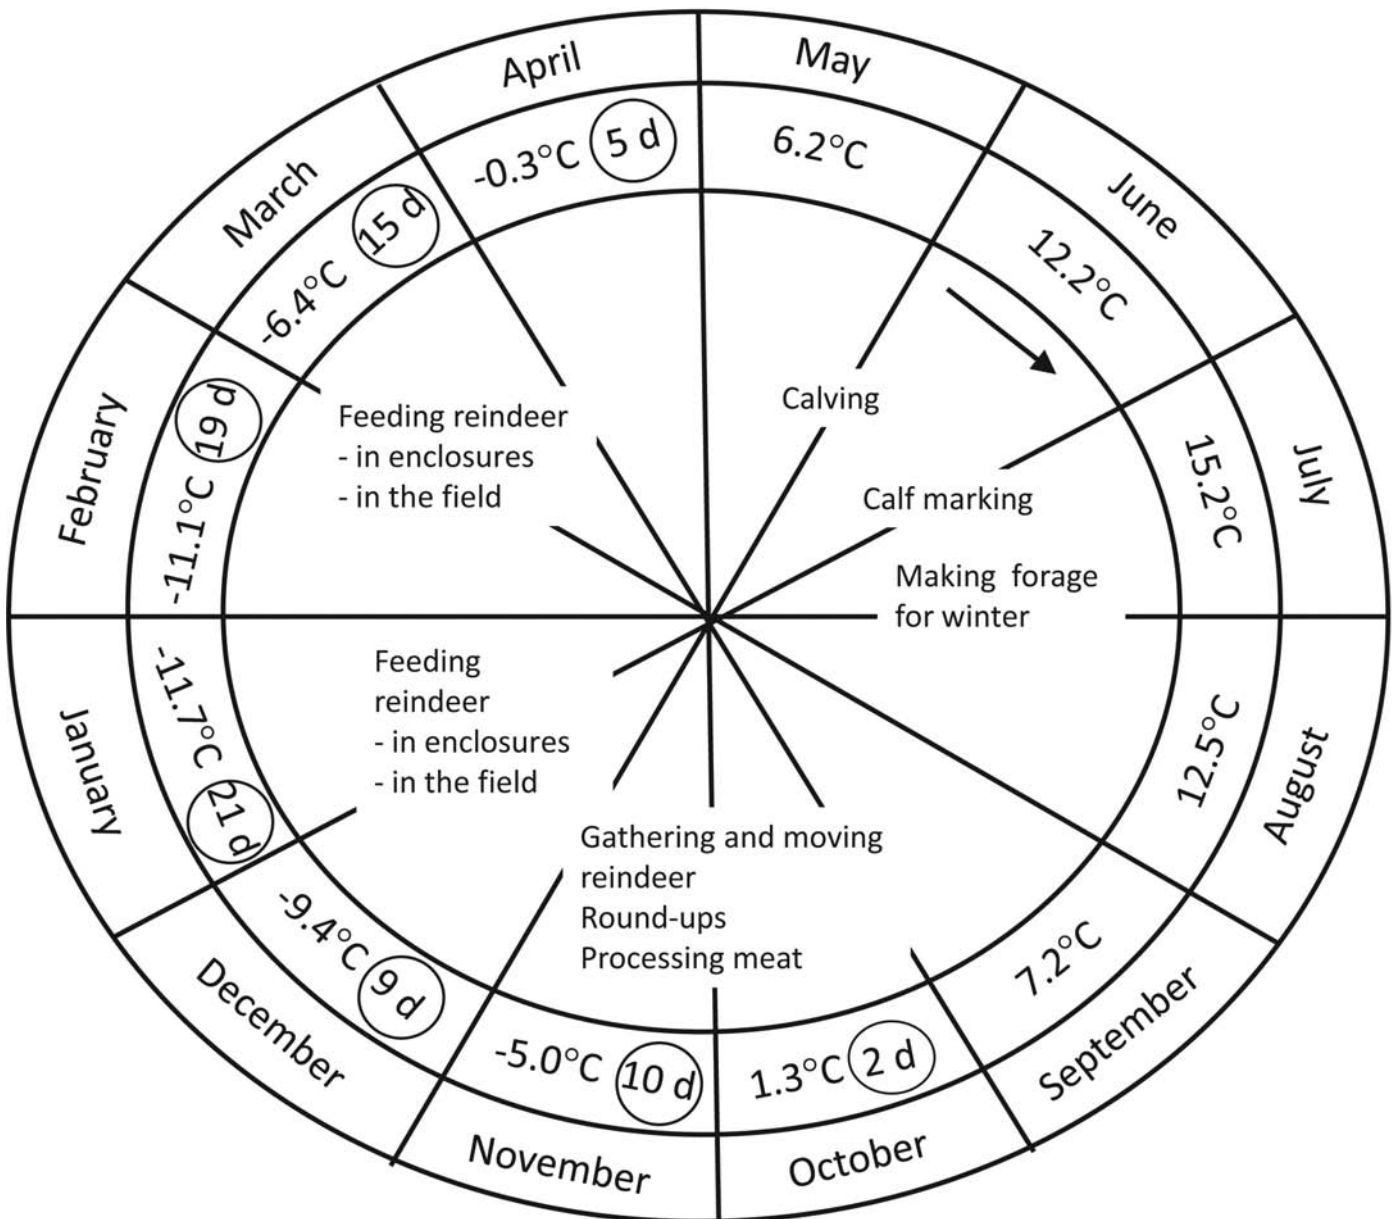 April
May
June
July
August
September
October
November
December
January
February
March
-0.3°C 5 d
6.2°C
12.2°C
15.2°C
12.5°C
7.2°C
1.3°C 2 d
-5.0°C 10 d
-9.4°C 9 d
-11.7°C 21 d
-11.1°C 19 d
-6.4°C 15 d
Calving
Calf marking
Making forage
for winter
Gathering and moving
reindeer
Round-ups
Processing meat
Feeding
reindeer
- in enclosures
- in the field
Feeding reindeer
- in enclosures
- in the field